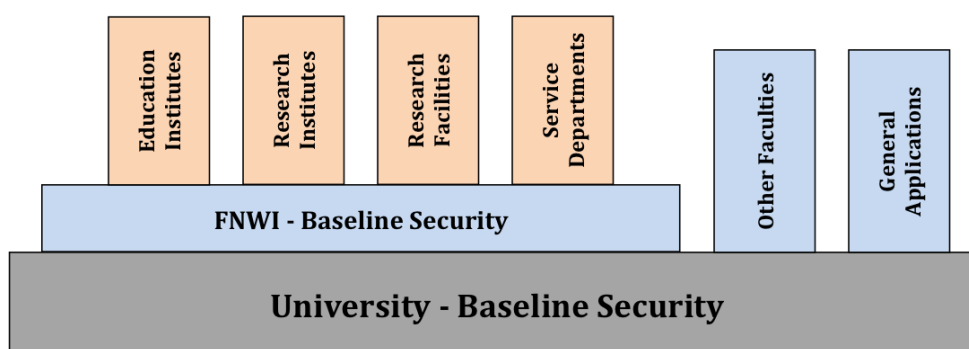 Education
Institutes
Research
Institutes
Research
Facilities
Service
Departments
Other Faculties
General
Applications
FNWI - Baseline Security
University - Baseline Security